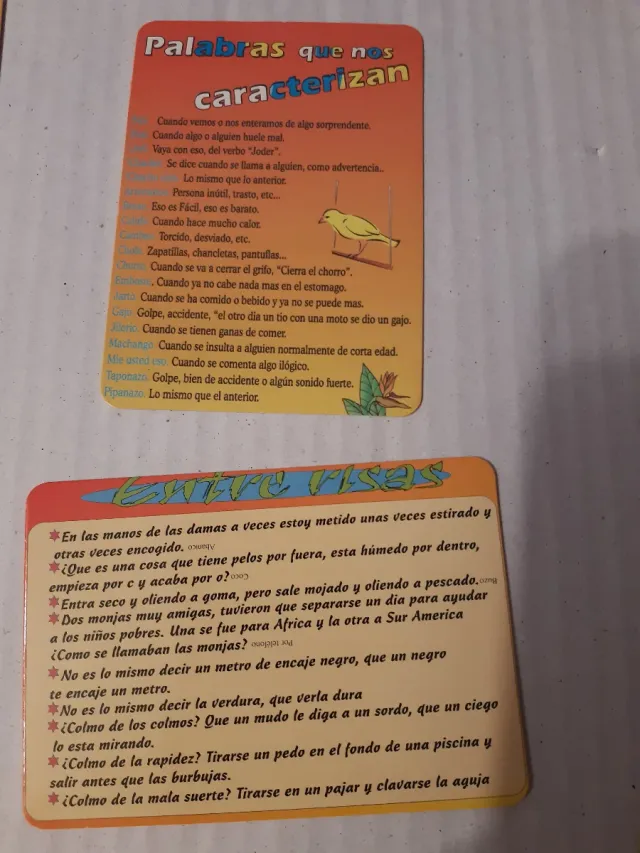 Palabras que nos
caracterizan
Cuando vemos o nos enteramos de algo sorprendente.
Cuando algo o alguien huele mal.
Vaya con eso, del verbo "Joder".
Se dice cuando se llama a alguien, como advertencia..
Lo mismo que lo anterior.
Persona inútil, trasto, etc...
Eso es Fácil, eso es barato.
Cuando hace mucho calor.
Torcido, desviado, etc.
Zapatillas, chancletas, pantuflas...
Chorro. Cuando se va a cerrar el grifo, "Cierra el chorro".
Cuando ya no cabe nada mas en el estomago.
Jarto. Cuando se ha comido o bebido y ya no se puede mas.
Golpe, accidente, "el otro día un tio con una moto se dio un gajo.
Cuando se tienen ganas de comer.
Machango. Cuando se insulta a alguien normalmente de corta edad.
Mie usted eso. Cuando se comenta algo ilógico.
Taponazo. Golpe, bien de accidente o algún sonido fuerte.
Pipanazo. Lo mismo que el anterior.
Entre risas
En las manos de las damas a veces estoy metido unas veces estirado y
otras veces encogido. Abanico
¿Que es una cosa que tiene pelos por fuera, esta húmedo por dentro,
empieza por c y acaba por o? Coco
Entra seco y oliendo a goma, pero sale mojado y oliendo a pescado. Buzo
Dos monjas muy amigas, tuvieron que separarse un día para ayudar
a los niños pobres. Una se fue para Africa y la otra a Sur America
¿Como se llamaban las monjas? Por teléfono
No es lo mismo decir un metro de encaje negro, que un negro
te encaje un metro.
No es lo mismo decir la verdura, que verla dura
¿Colmo de los colmos? Que un mudo le diga a un sordo, que un ciego
lo esta mirando.
¿Colmo de la rapidez? Tirarse un pedo en el fondo de una piscina y
salir antes que las burbujas.
¿Colmo de la mala suerte? Tirarse en un pajar y clavarse la aguja